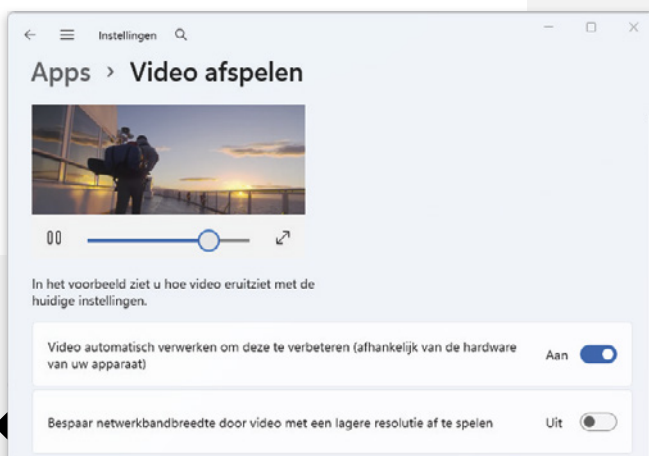 Instellingen
Apps > Video afspelen
In het voorbeeld ziet u hoe video eruitziet met de
huidige instellingen.
Video automatisch verwerken om deze te verbeteren (afhankelijk van de hardware
van uw apparaat)
Aan
Bespaar netwerkbandbreedte door video met een lagere resolutie af te spelen
Uit